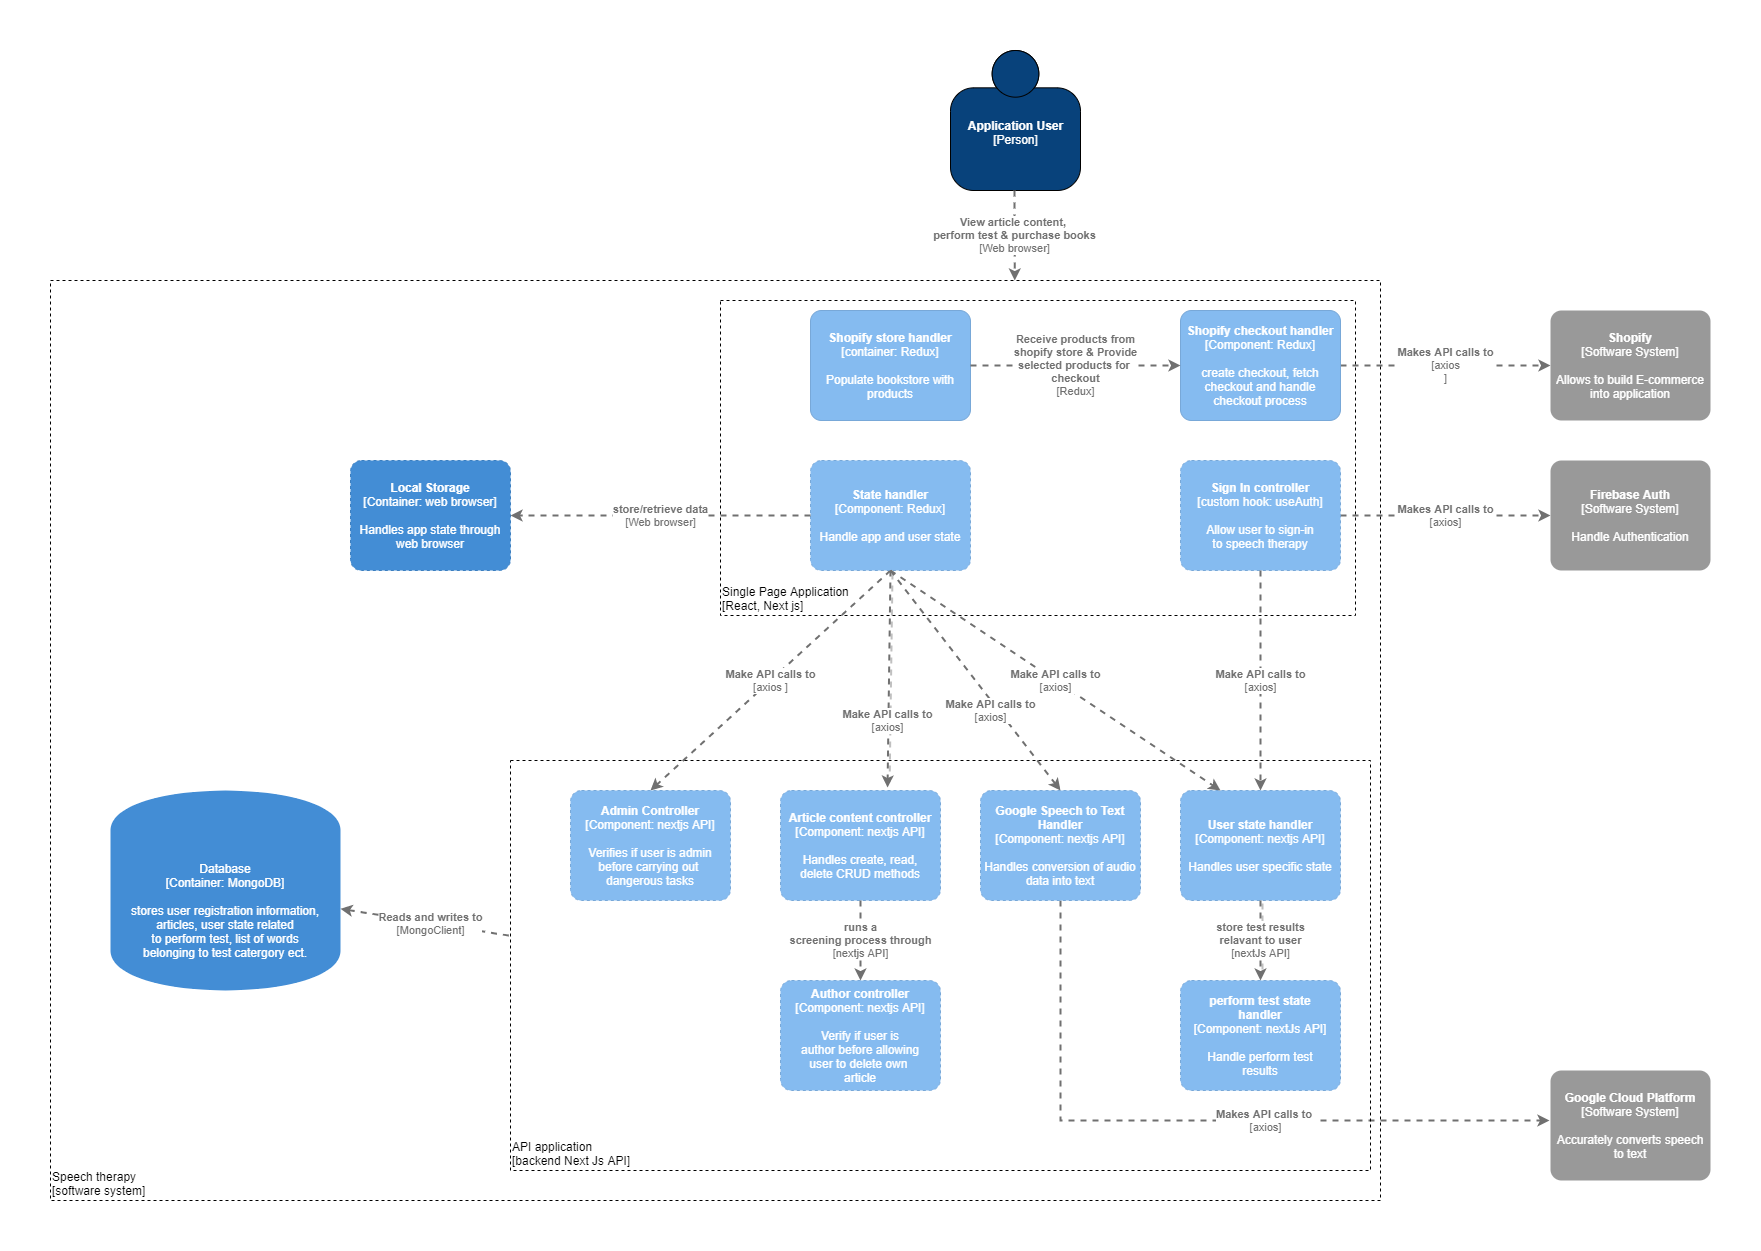 Application User
[Person]
View article content,
perform test & purchase books
[Web browser]
Shopify store handler
[container: Redux]
Populate bookstore with
products
Receive products from
shopify store & Provide
selected products for
checkout
[Redux]
Shopify checkout handler
[Component: Redux]
create checkout, fetch
checkout and handle
checkout process
Makes API calls to
[axios
]
Shopify
[Software System]
Allows to build E-commerce
into application
Local Storage
[Container: web browser]
Handles app state through
web browser
store/retrieve data
[Web browser]
State handler
[Component: Redux]
Handle app and user state
Sign In controller
[custom hook: useAuth]
Allow user to sign-in
to speech therapy
Makes API calls to
[axios]
Firebase Auth
[Software System]
Handle Authentication
Single Page Application
[React, Next js]
Make API calls to
[axios ]
Make API calls to
[axios]
Make API calls to
[axios]
Make API calls to
[axios]
Make API calls to
[axios]
Admin Controller
[Component: nextjs API]
Verifies if user is admin
before carrying out
dangerous tasks
Article content controller
[Component: nextjs API]
Handles create, read,
delete CRUD methods
Google Speech to Text
Handler
[Component: nextjs API]
Handles conversion of audio
data into text
User state handler
[Component: nextjs API]
Handles user specific state
Database
[Container: MongoDB]
stores user registration information,
articles, user state related
to perform test, list of words
belonging to test catergory ect.
Reads and writes to
[MongoClient]
runs a
screening process through
[nextjs API]
store test results
relavant to user
[nextJs API]
Author controller
[Component: nextjs API]
Verify if user is
author before allowing
user to delete own
article
perform test state
handler
[Component: nextJs API]
Handle perform test
results
Makes API calls to
[axios]
Google Cloud Platform
[Software System]
Accurately converts speech
to text
API application
[backend Next Js API]
Speech therapy
[software system]